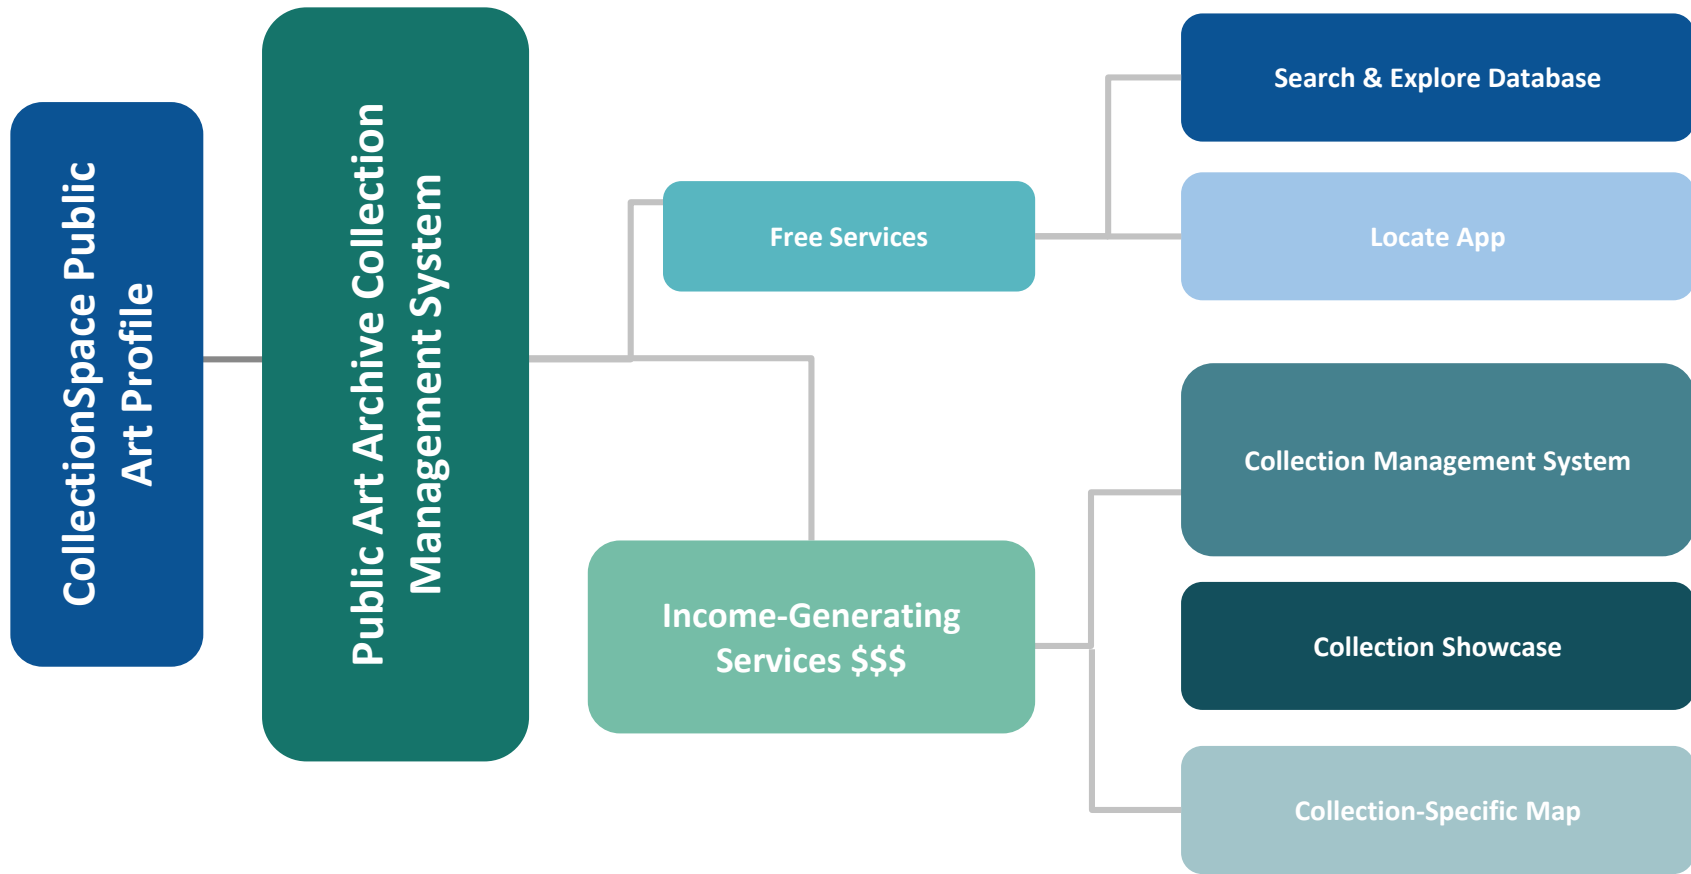 CollectionSpace Public
Art Profile
Public Art Archive Collection
Management System
Free Services
Search & Explore Database
Locate App
Income-Generating
Services $$$
Collection Management System
Collection Showcase
Collection-Specific Map